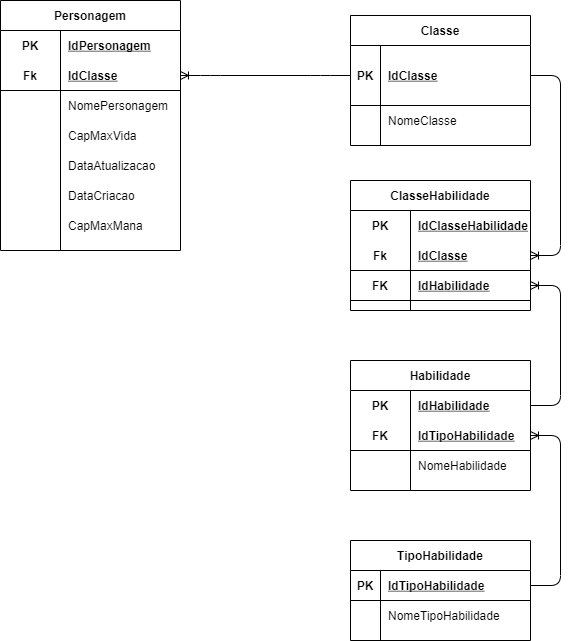 Personagem
PK IdPersonagem
Fk IdClasse
NomePersonagem
CapMaxVida
DataAtualizacao
DataCriacao
CapMaxMana
Classe
PK IdClasse
NomeClasse
ClasseHabilidade
PK IdClasseHabilidade
Fk IdClasse
FK IdHabilidade
Habilidade
PK IdHabilidade
FK IdTipoHabilidade
NomeHabilidade
TipoHabilidade
PK IdTipoHabilidade
NomeTipoHabilidade